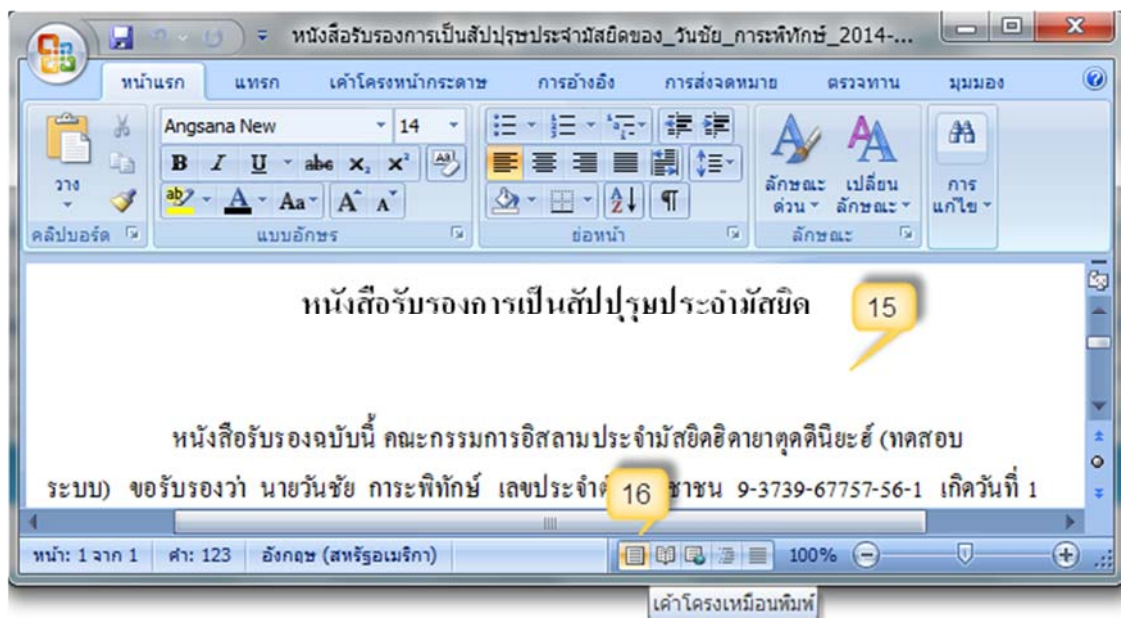 หนังสือรับรองการเป็นสัปปุรุษประจำมัสยิดของ_วันชัย_การะพิทักษ์_2014-...
หน้าแรก แทรก เค้าโครงหน้ากระดาษ การอ้างอิง การส่งจดหมาย ตรวจทาน มุมมอง
Angsana New 14
วาง
B I U abe x₂ x² Aa A A
ab A Aa A A
ลักษณะด่วน เปลี่ยนลักษณะ การแก้ไข
คลิปบอร์ด แบบอักษร ย่อหน้า ลักษณะ
หนังสือรับรองการเป็นสัปปุรุษประจำมัสยิด
15
หนังสือรับรองฉบับนี้ คณะกรรมการอิสลามประจำมัสยิดฮิดายาตุดดีนียะฮ์ (ทดสอบ
ระบบ) ขอรับรองว่า นายวันชัย การะพิทักษ์ เลขประจำ ชาชน 9-3739-67757-56-1 เกิดวันที่ 1
16
หน้า: 1 จาก 1 คำ: 123 อังกฤษ (สหรัฐอเมริกา) 100%
เค้าโครงเหมือนพิมพ์